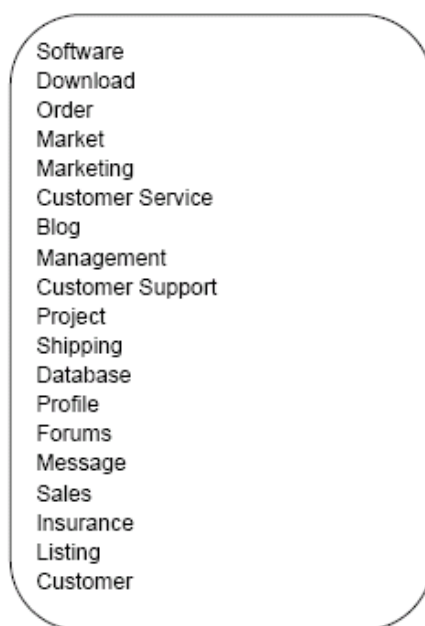 Software
Download
Order
Market
Marketing
Customer Service
Blog
Management
Customer Support
Project
Shipping
Database
Profile
Forums
Message
Sales
Insurance
Listing
Customer